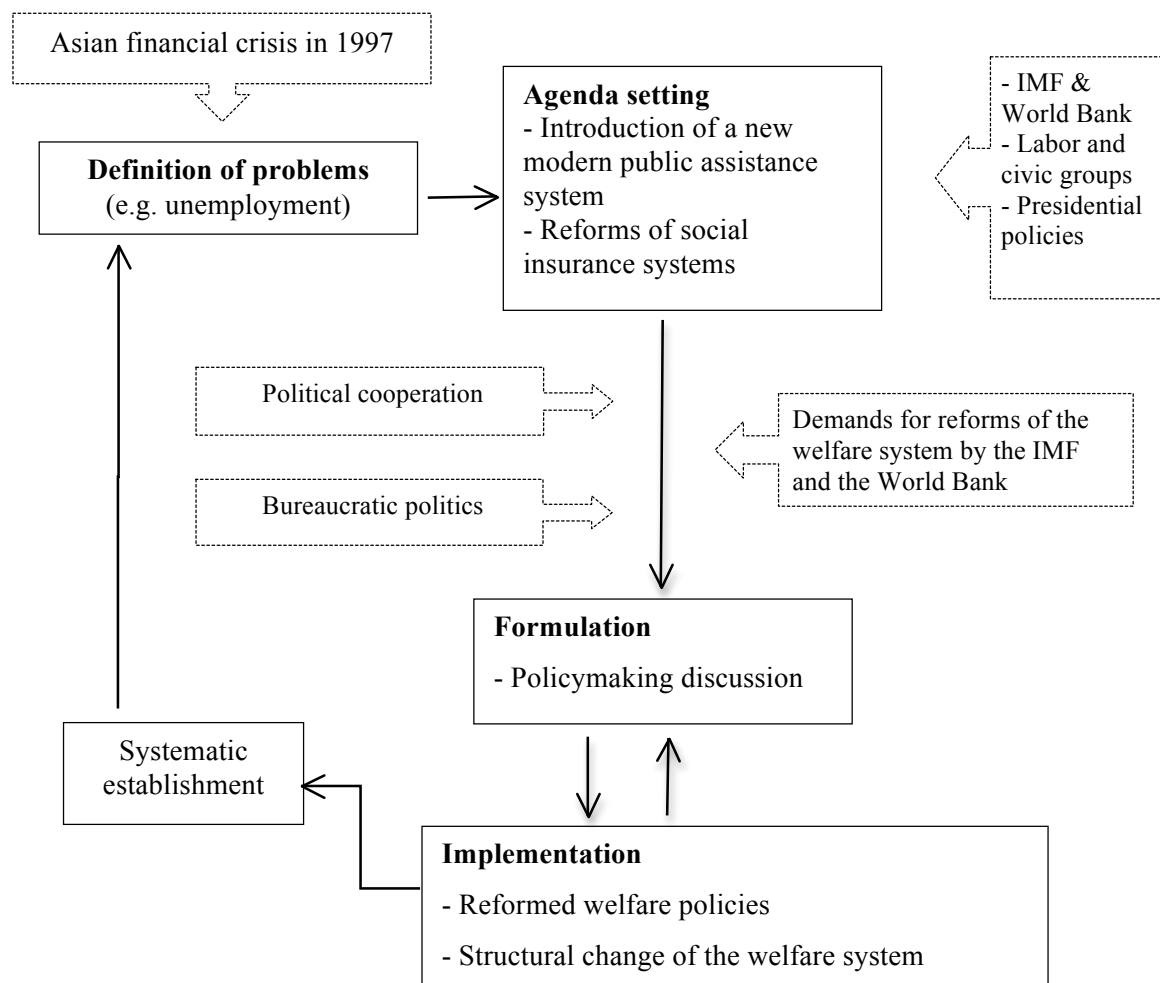 Asian financial crisis in 1997
Definition of problems
(e.g. unemployment)
Agenda setting
- Introduction of a new
modern public assistance
system
- Reforms of social
insurance systems
- IMF &
World Bank
- Labor and
civic groups
- Presidential
policies
Political cooperation
Demands for reforms of the
welfare system by the IMF
and the World Bank
Bureaucratic politics
Formulation
- Policymaking discussion
Systematic
establishment
Implementation
- Reformed welfare policies
- Structural change of the welfare system